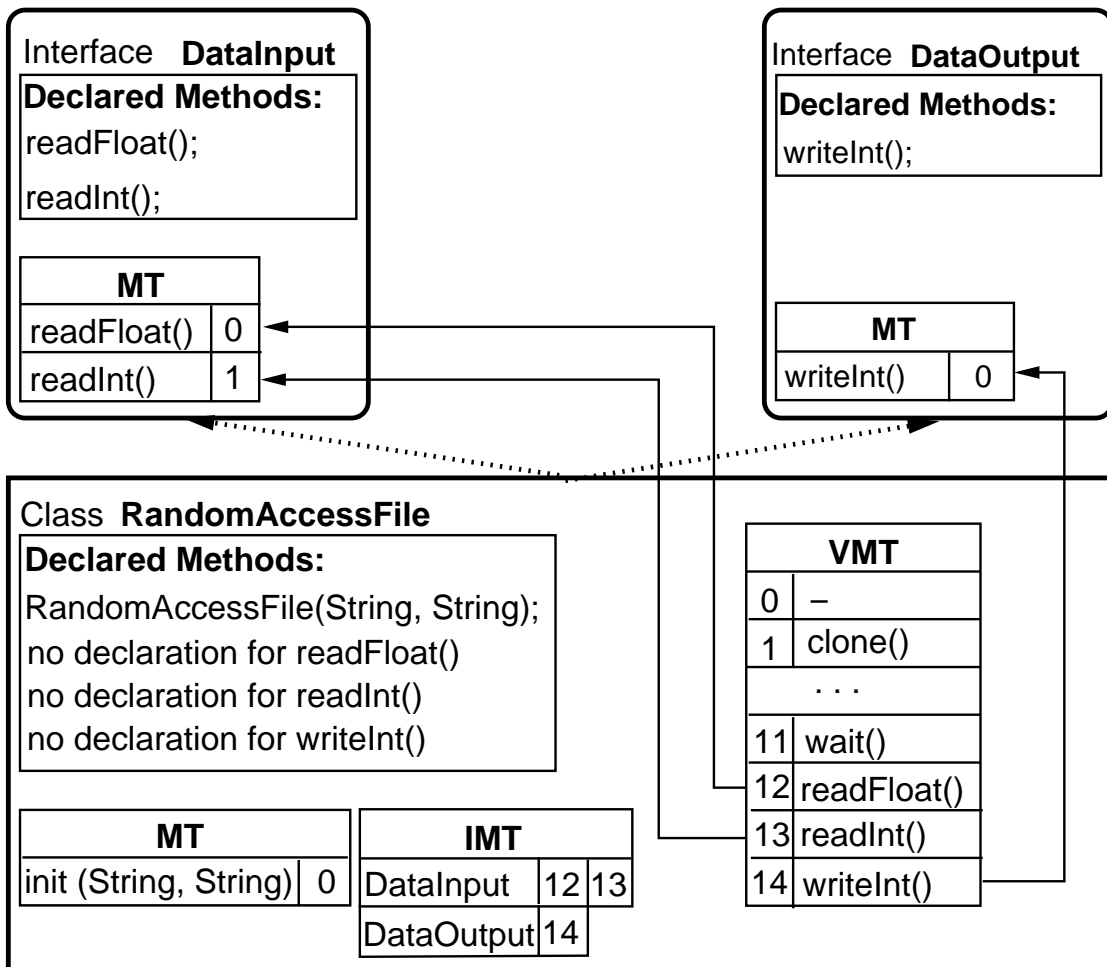 Interface DataInput
Declared Methods:
readFloat();
readInt();
MT
readFloat() 0
readInt() 1
Interface DataOutput
Declared Methods:
writeInt();
MT
writeInt() 0
Class RandomAccessFile
Declared Methods:
RandomAccessFile(String, String);
no declaration for readFloat()
no declaration for readInt()
no declaration for writeInt()
MT
init (String, String) 0
IMT
DataInput 12 13
DataOutput 14
VMT
0 –
1 clone()
. . .
11 wait()
12 readFloat()
13 readInt()
14 writeInt()